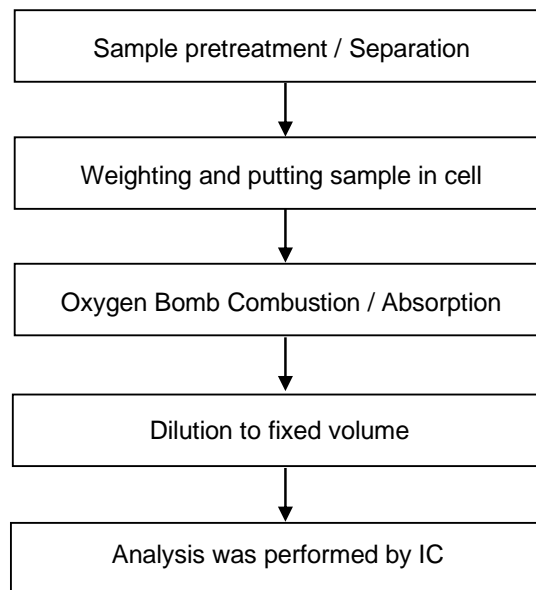 Sample pretreatment / Separation
Weighting and putting sample in cell
Oxygen Bomb Combustion / Absorption
Dilution to fixed volume
Analysis was performed by IC